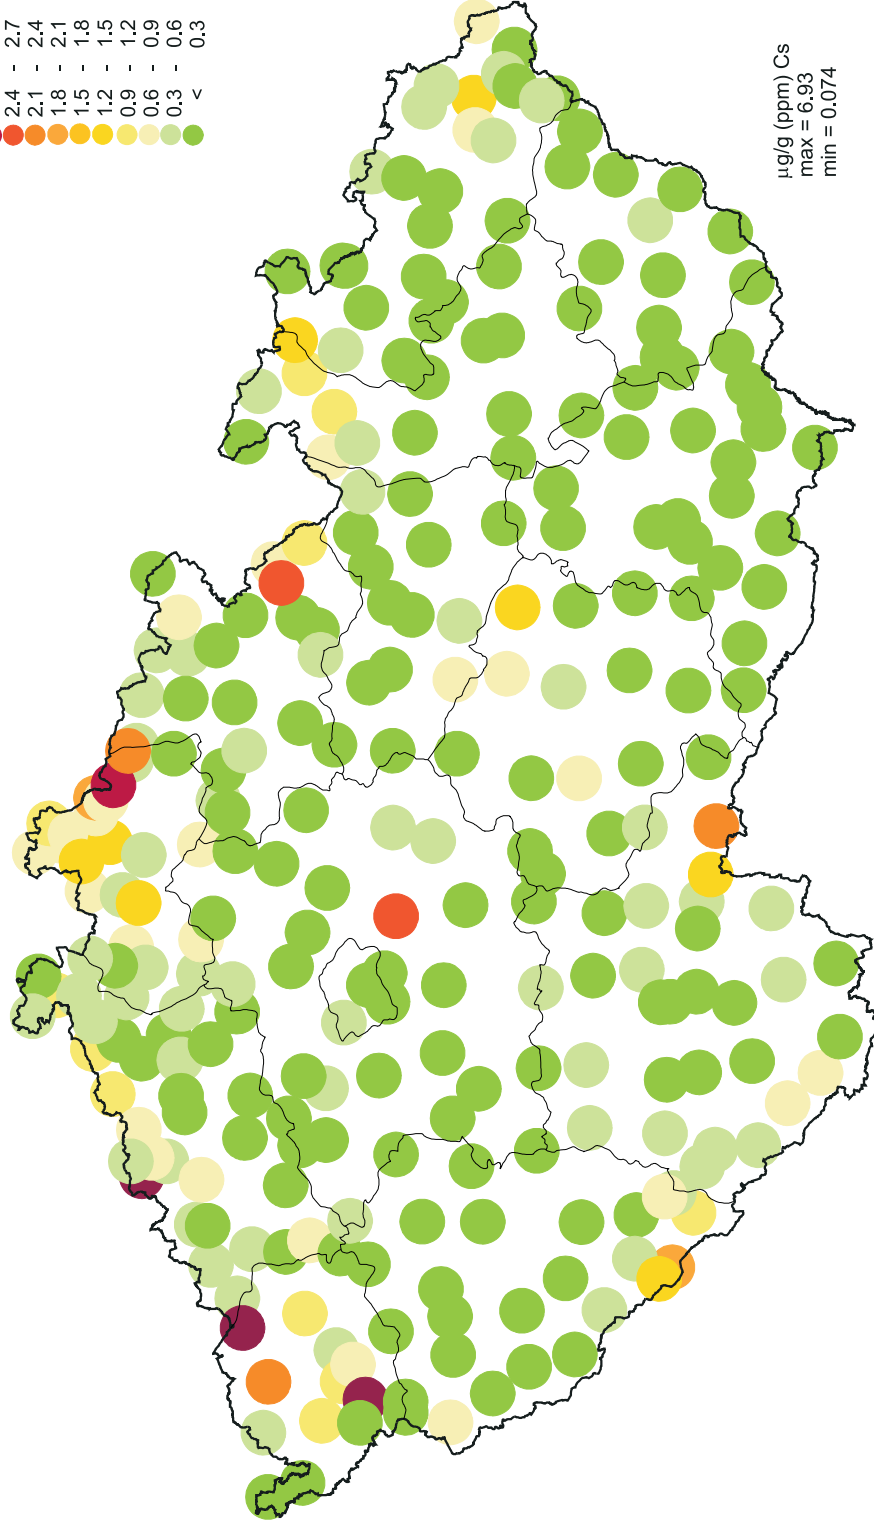 2.4 - 2.7
2.1 - 2.4
1.8 - 2.1
1.5 - 1.8
1.2 - 1.5
0.9 - 1.2
0.6 - 0.9
0.3 - 0.6
< 0.3
µg/g (ppm) Cs
max = 6.93
min = 0.074